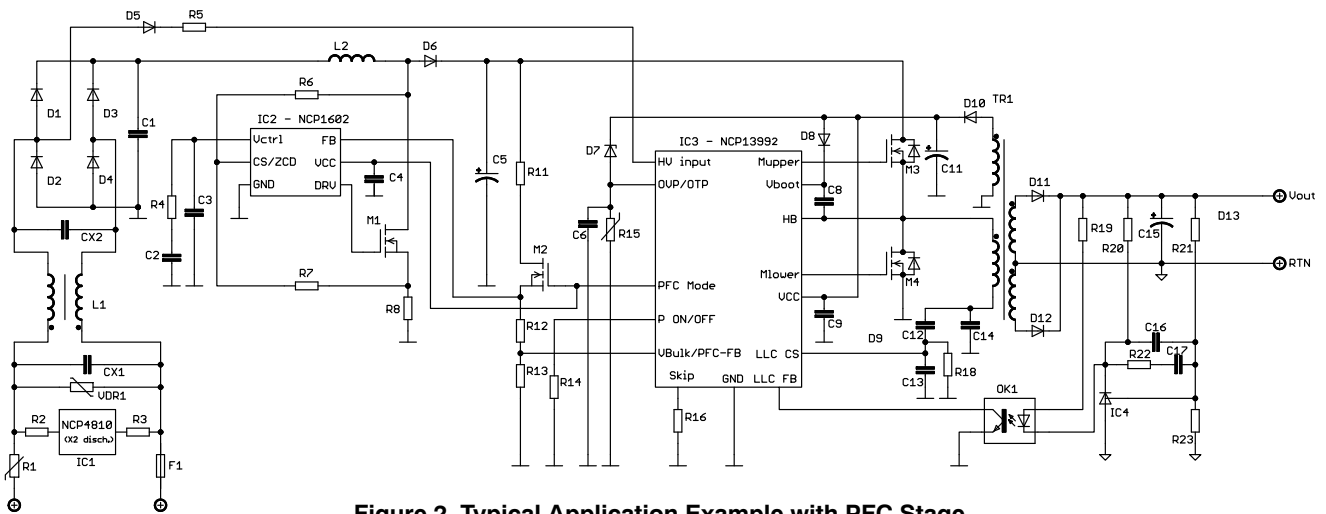 D5 R5
L2 D6
R6
D1 D3 C1
IC2 - NCP1602
Vctrl FB
CS/ZCD VCC
GND DRV
C4
D2 D4
R4 C3
C2
CX2
L1
M1
R7
R8
C5
R11
M2
R12
R13
R14
D7
C6
R15
IC3 - NCP13992
HV input Mupper
OVP/OTP Vboot
HB
Mlower
PFC Mode VCC
P ON/OFF
VBulk/PFC-FB LLC CS
Skip GND LLC FB
R16
D8
C8
M3
C11
D10 TR1
M4
C9
D9
C12
C14
C13
R18
D11
D12
R19
R20
C15
R21
D13
Vout
RTN
C16
R22 C17
OK1
IC4
R23
CX1
VDR1
R2 NCP4810 R3
(X2 disch.)
IC1
R1 F1
Figure 2. Typical Application Example with PFC Stage